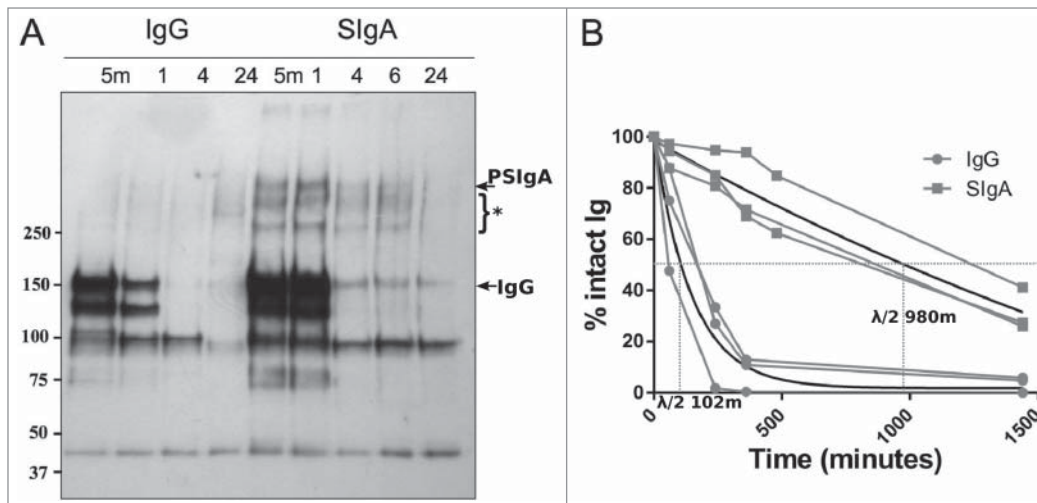 A
IgG SIgA
5m 1 4 24 5m 1 4 6 24
PSIgA
*
250
150
IgG
100
75
50
37
B
100
80
60
40
20
0
% intact Ig
IgG
SIgA
λ/2 980m
λ/2 102m
0 500 1000 1500
Time (minutes)